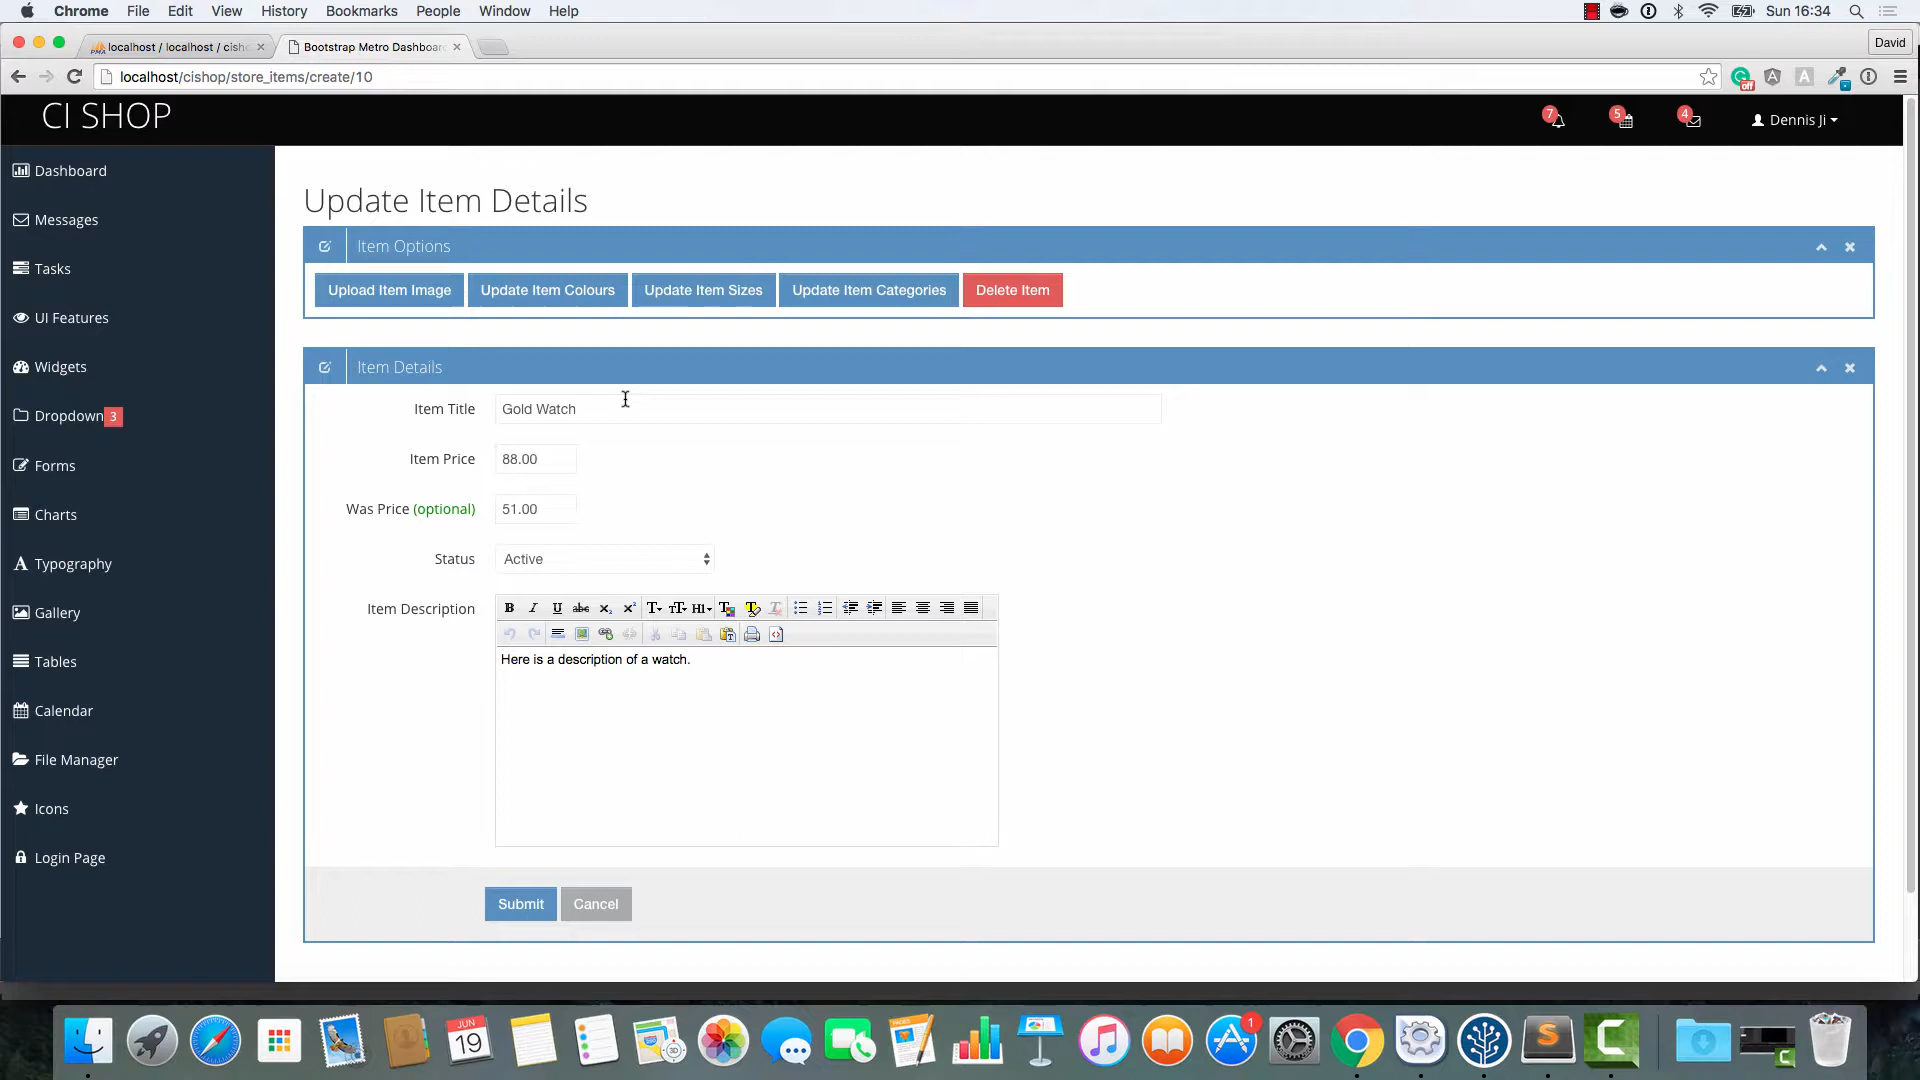 Chrome File Edit View History Bookmarks People Window Help Sun 16:34
localhost / localhost / cisho Bootstrap Metro Dashboar David
localhost/cishop/store_items/create/10
CI SHOP 7 5 4 Dennis Ji
Dashboard
Messages
Tasks
UI Features
Widgets
Dropdown 3
Forms
Charts
Typography
Gallery
Tables
Calendar
File Manager
Icons
Login Page
Update Item Details
Item Options
Upload Item Image Update Item Colours Update Item Sizes Update Item Categories Delete Item
Item Details
Item Title Gold Watch
Item Price 88.00
Was Price (optional) 51.00
Status Active
Item Description
Here is a description of a watch.
Submit Cancel
JUN
19
3D
1